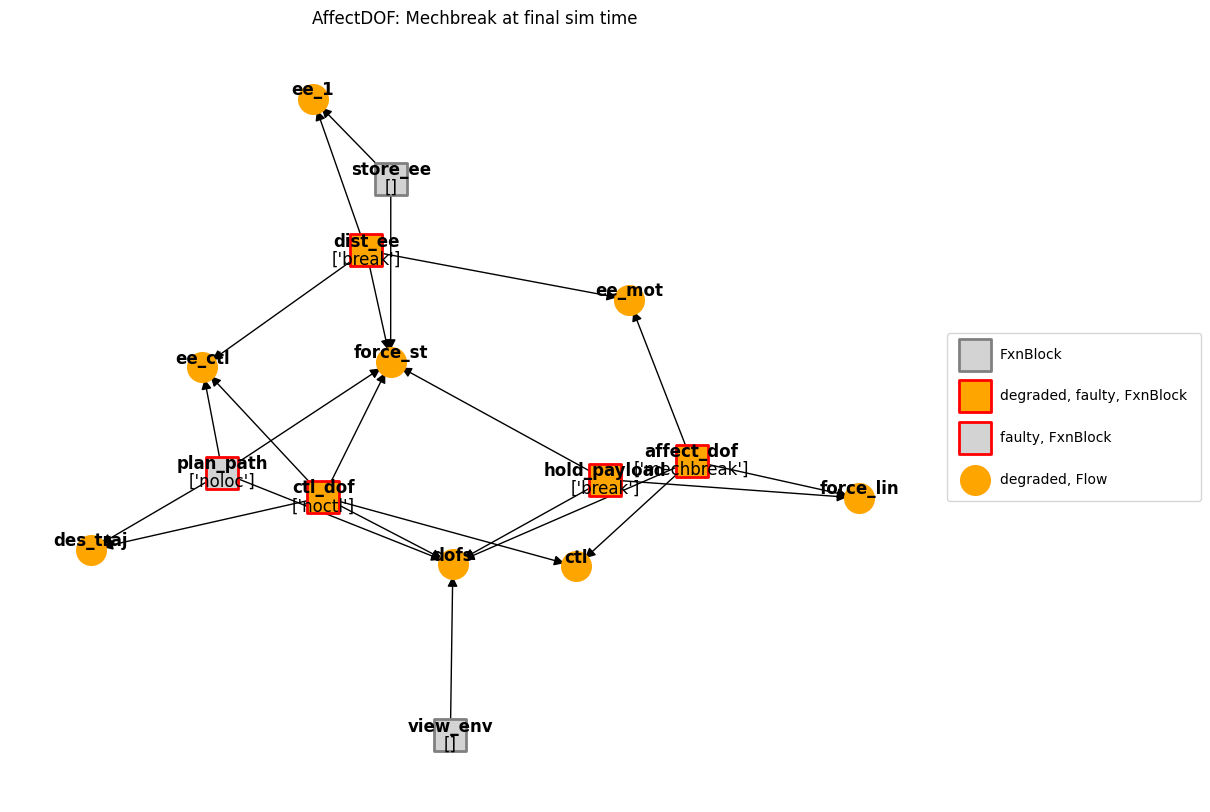 AffectDOF: Mechbreak at final sim time
ee_1
store_ee
[]
dist_ee
['break']
ee_mot
force_st
ee_ctl
plan_path
['noloc']
ctl_dof
['noctl']
hold_payload
['break']
affect_dof
['mechbreak']
force_lin
des_traj
dofs
ctl
view_env
[]
FxnBlock
degraded, faulty, FxnBlock
faulty, FxnBlock
degraded, Flow